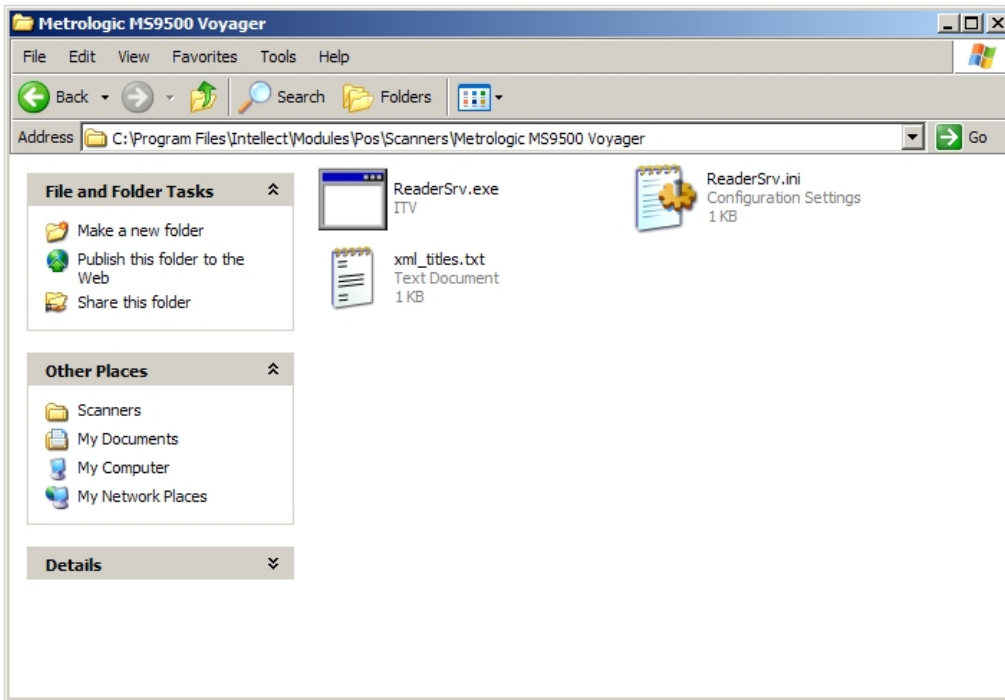 Metrologic MS9500 Voyager
File Edit View Favorites Tools Help
Back Search Folders
Address C:\Program Files\Intellect\Modules\Pos\Scanners\Metrologic MS9500 Voyager Go
File and Folder Tasks
Make a new folder
Publish this folder to the
Web
Share this folder
Other Places
Scanners
My Documents
My Computer
My Network Places
Details
ReaderSrv.exe
ITV
ReaderSrv.ini
Configuration Settings
1 KB
xml_titles.txt
Text Document
1 KB